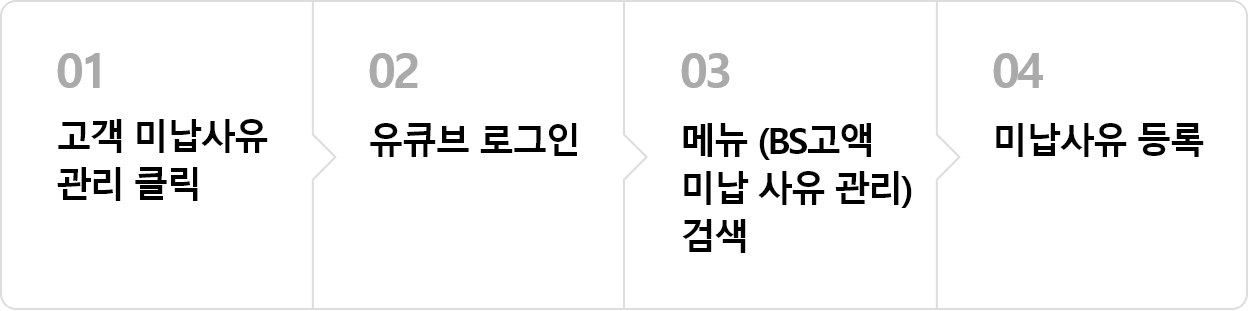 01
고객 미납사유
관리 클릭
02
유큐브 로그인
03
메뉴 (BS고액
미납 사유 관리)
검색
04
미납사유 등록